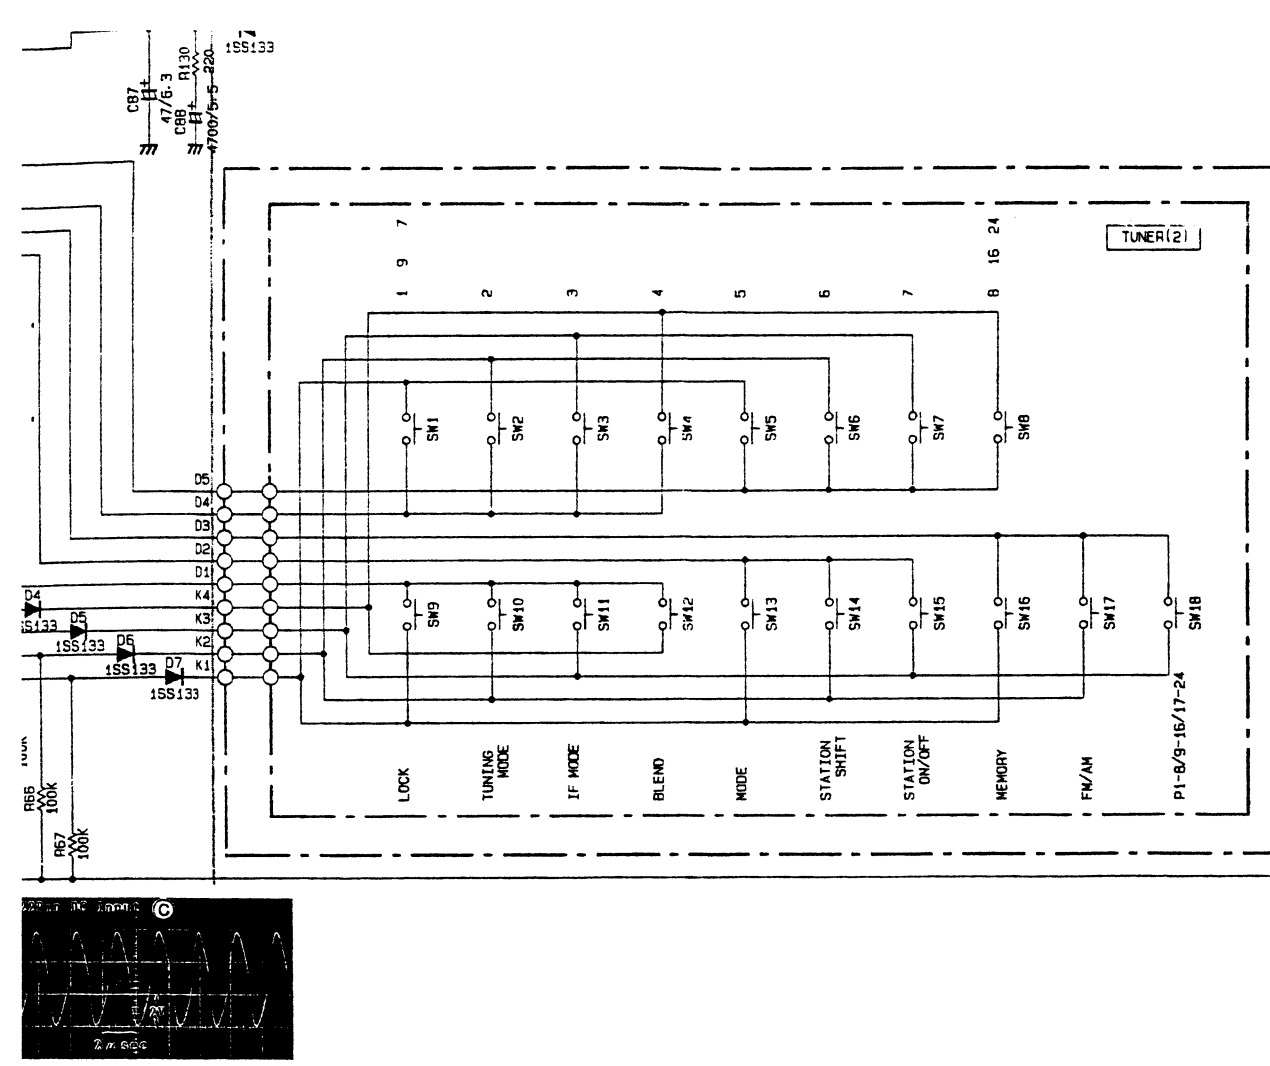 1SS133
R130
220
C87
47/6.3
C88
4700/5.5
7
9
1
2
3
4
5
6
7
24
16
8
TUNER(2)
SW1
SW2
SW3
SW4
SW5
SW6
SW7
SW8
D5
D4
D3
D2
D1
K4
K3
K2
K1
D4
SS133
D5
1SS133
D6
1SS133
D7
1SS133
SW9
SW10
SW11
SW12
SW13
SW14
SW15
SW16
SW17
SW18
LOCK
TUNING
MODE
IF MODE
BLEND
MODE
STATION
SHIFT
STATION
ON/OFF
MEMORY
FM/AM
P1-8/9-16/17-24
R66
100K
R67
100K
input C